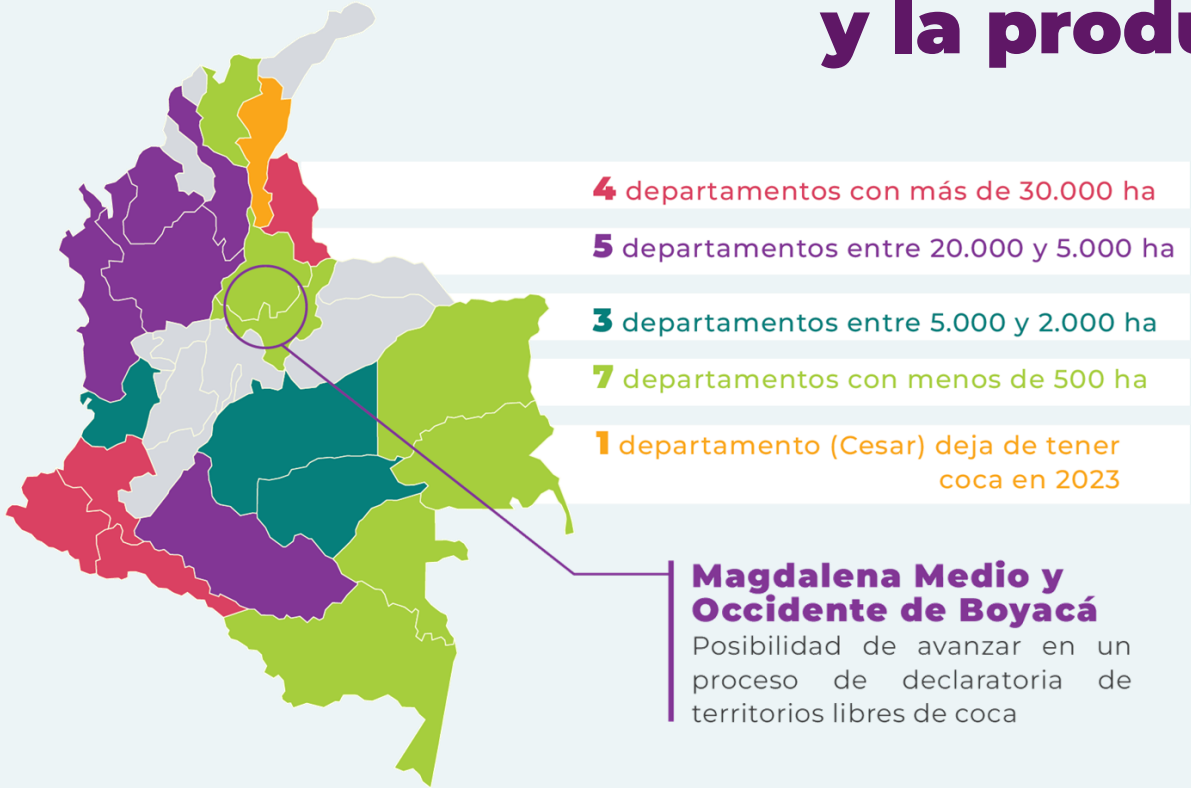 y la produ
4 departamentos con más de 30.000 ha
5 departamentos entre 20.000 y 5.000 ha
3 departamentos entre 5.000 y 2.000 ha
7 departamentos con menos de 500 ha
1 departamento (Cesar) deja de tener
coca en 2023
Magdalena Medio y
Occidente de Boyacá
Posibilidad de avanzar en un
proceso de declaratoria de
territorios libres de coca